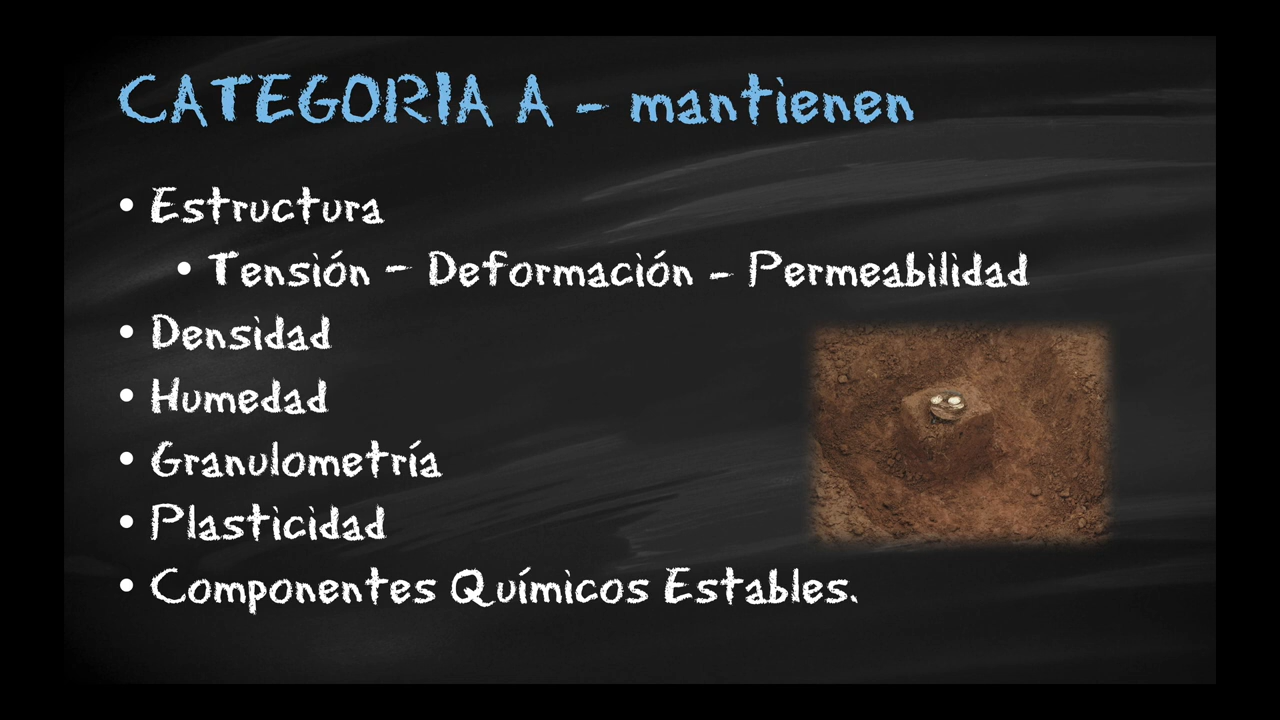 CATEGORIA A - mantienen
• Estructura
• Tensión - Deformación - Permeabilidad
• Densidad
• Humedad
• Granulometría
• Plasticidad
• Componentes Químicos Estables.